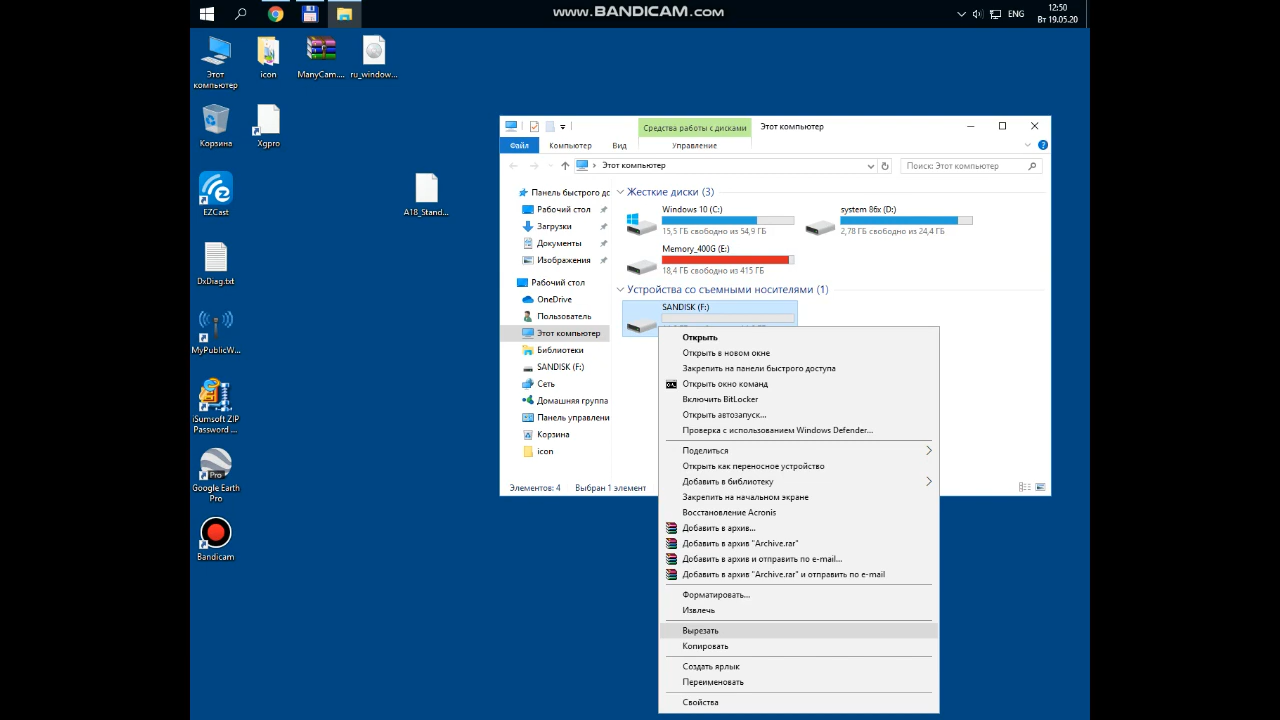 www.BANDICAM.com
ENG
12:50
Вт 19.05.20
Этот компьютер
icon
ManyCam....
ru_window...
Корзина
Xgpro
EZCast
A18_Stand...
DxDiag.txt
MyPublicW...
iSumsoft ZIP Password ...
Google Earth Pro
Bandicam
Средства работы с дисками
Этот компьютер
Файл
Компьютер
Вид
Управление
Этот компьютер
Поиск: Этот компьютер
Панель быстрого дс
Рабочий стол
Загрузки
Документы
Изображения
Рабочий стол
OneDrive
Пользователь
Этот компьютер
Библиотеки
SANDISK (F:)
Сеть
Домашняя группа
Панель управлени
Корзина
icon
Жесткие диски (3)
Windows 10 (C:)
15,5 ГБ свободно из 54,9 ГБ
system 86x (D:)
2,78 ГБ свободно из 24,4 ГБ
Memory_400G (E:)
18,4 ГБ свободно из 415 ГБ
Устройства со съемными носителями (1)
SANDISK (F:)
Элементов: 4
Выбран 1 элемент
Открыть
Открыть в новом окне
Закрепить на панели быстрого доступа
Открыть окно команд
Включить BitLocker
Открыть автозапуск...
Проверка с использованием Windows Defender...
Поделиться
Открыть как переносное устройство
Добавить в библиотеку
Закрепить на начальном экране
Восстановление Acronis
Добавить в архив...
Добавить в архив "Archive.rar"
Добавить в архив и отправить по e-mail...
Добавить в архив "Archive.rar" и отправить по e-mail
Форматировать...
Извлечь
Вырезать
Копировать
Создать ярлык
Переименовать
Свойства